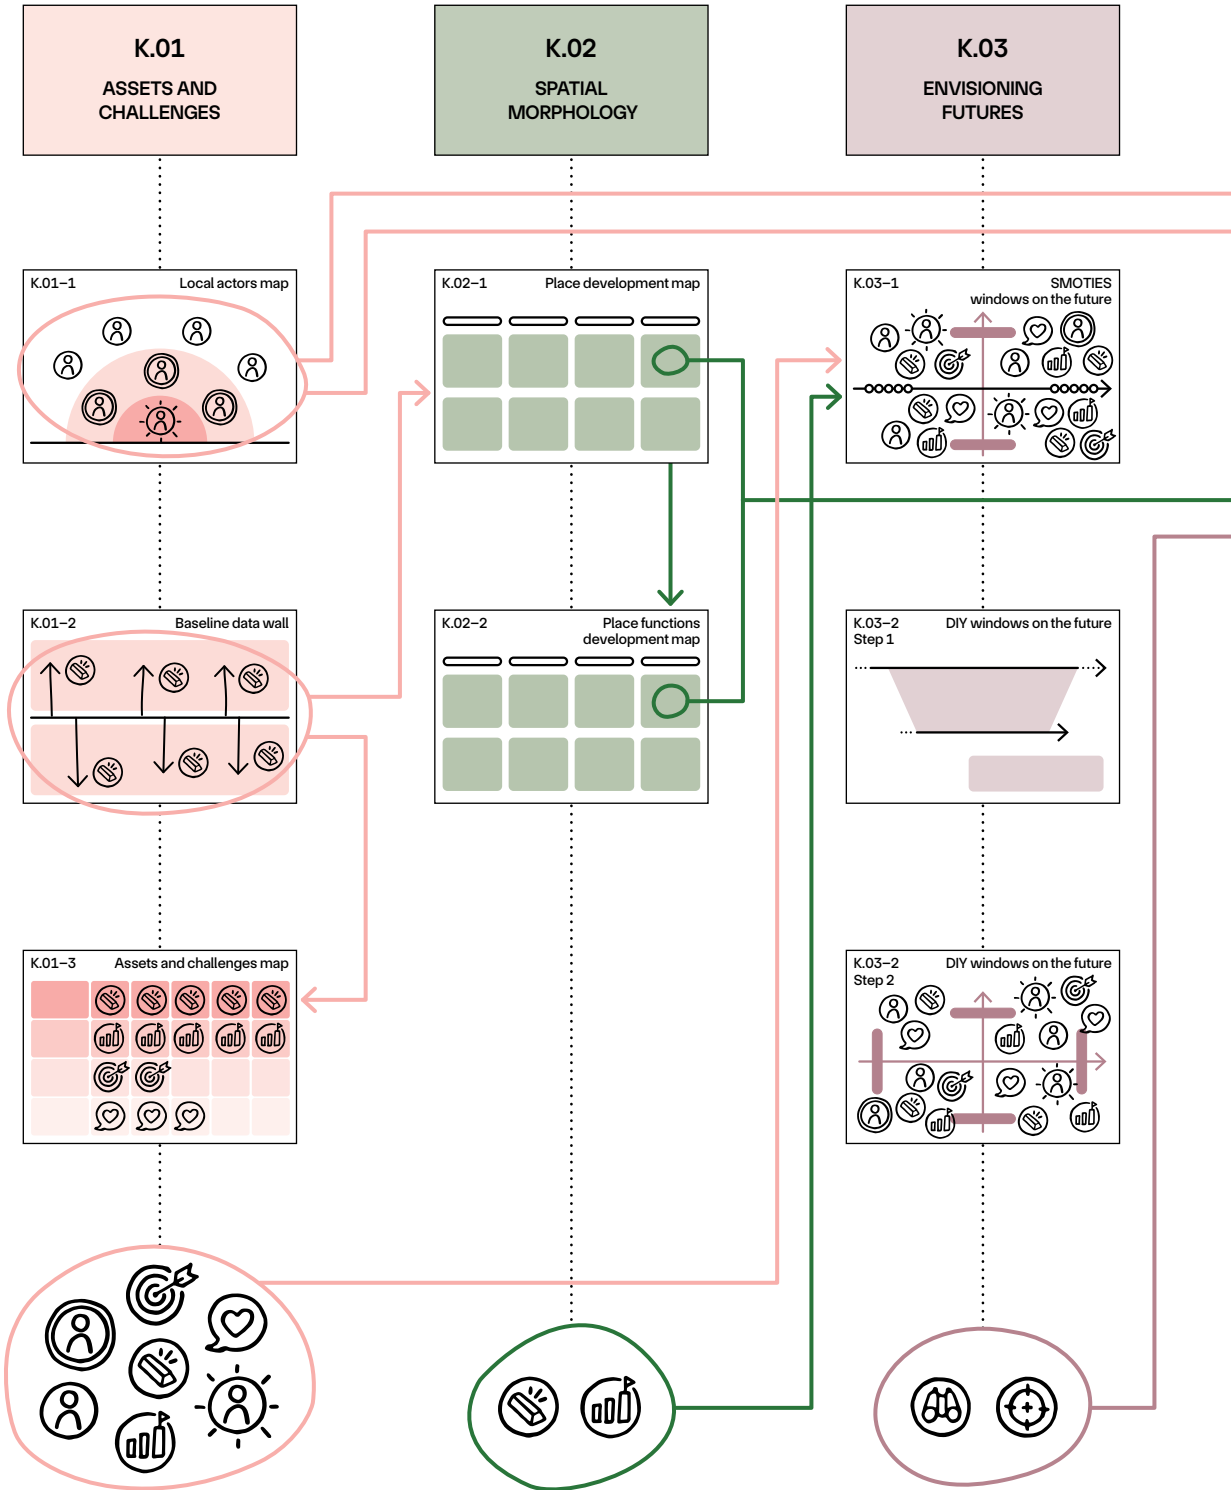 K.01
ASSETS AND
CHALLENGES
K.02
SPATIAL
MORPHOLOGY
K.03
ENVISIONING
FUTURES
K.01–1
Local actors map
K.02–1
Place development map
K.03–1
SMOTIES
windows on the future
K.01–2
Baseline data wall
K.02–2
Place functions
development map
K.03–2
Step 1
DIY windows on the future
K.01–3
Assets and challenges map
K.03–2
Step 2
DIY windows on the future